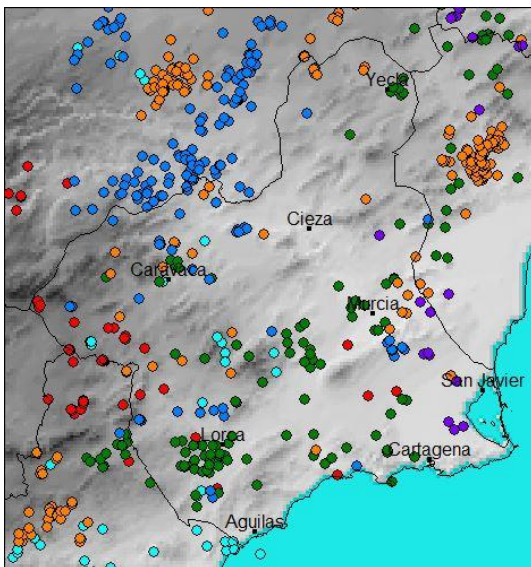 Yecla
Cieza
Caravaca
Murcia
San Javier
Lorca
Cartagena
Aguilas